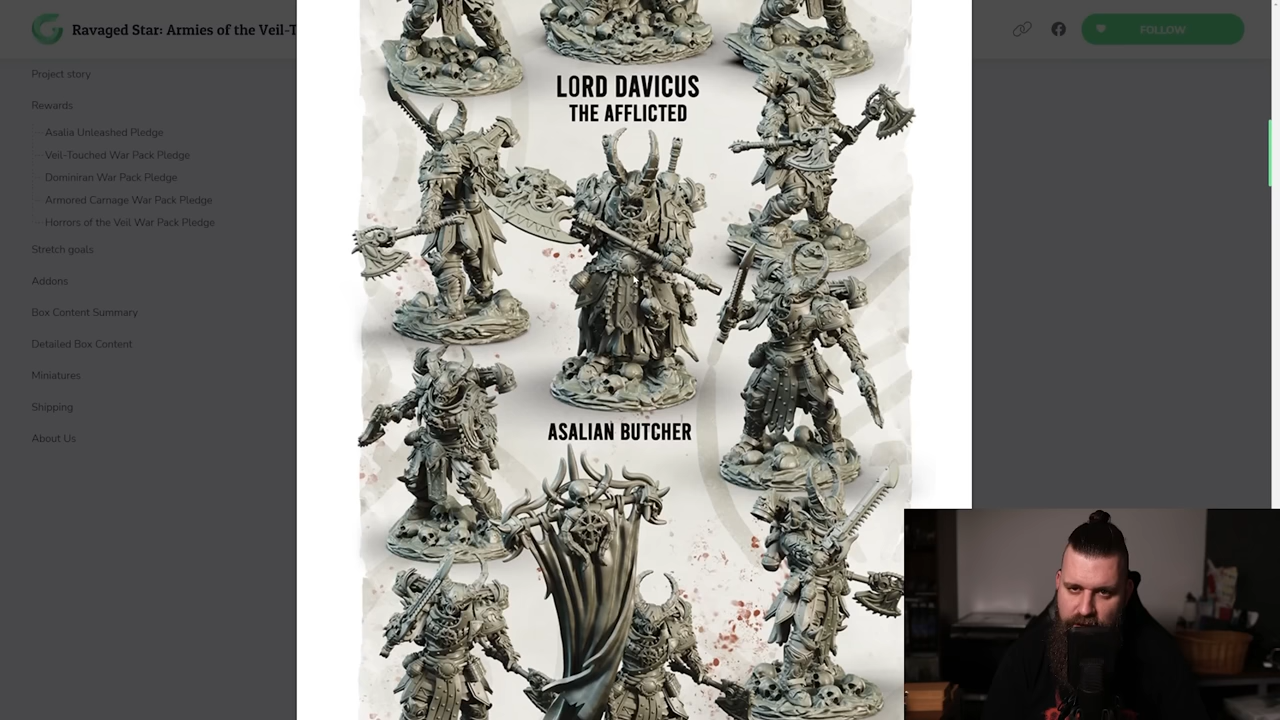 Ravaged Star: Armies of the Veil-T
FOLLOW
Project story
Rewards
Asalia Unleashed Pledge
Veil-Touched War Pack Pledge
Dominiran War Pack Pledge
Armored Carnage War Pack Pledge
Horrors of the Veil War Pack Pledge
Stretch goals
Addons
Box Content Summary
Detailed Box Content
Miniatures
Shipping
About Us
LORD DAVICUS
THE AFFLICTED
ASALIAN BUTCHER